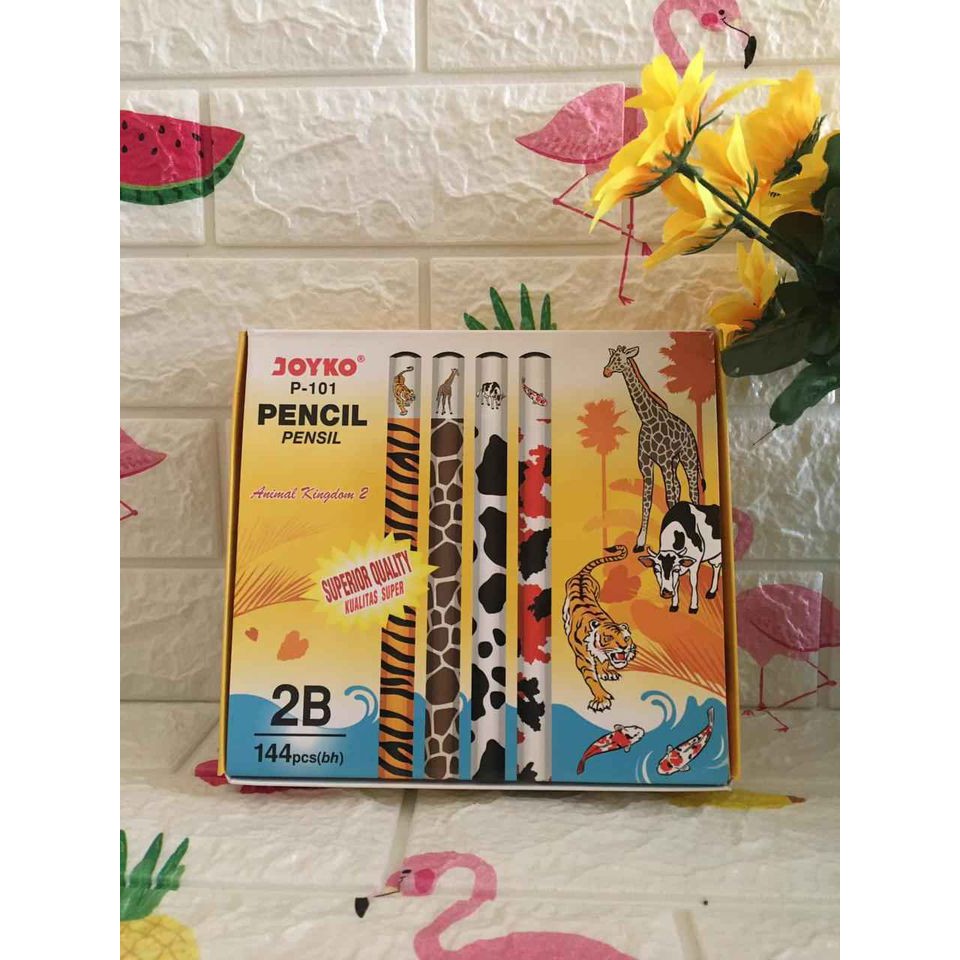 JOYKO®
P-101
PENCIL
PENSIL
Animal Kingdom 2
SUPERIOR QUALITY
KUALITAS SUPER
2B
144pcs(bh)